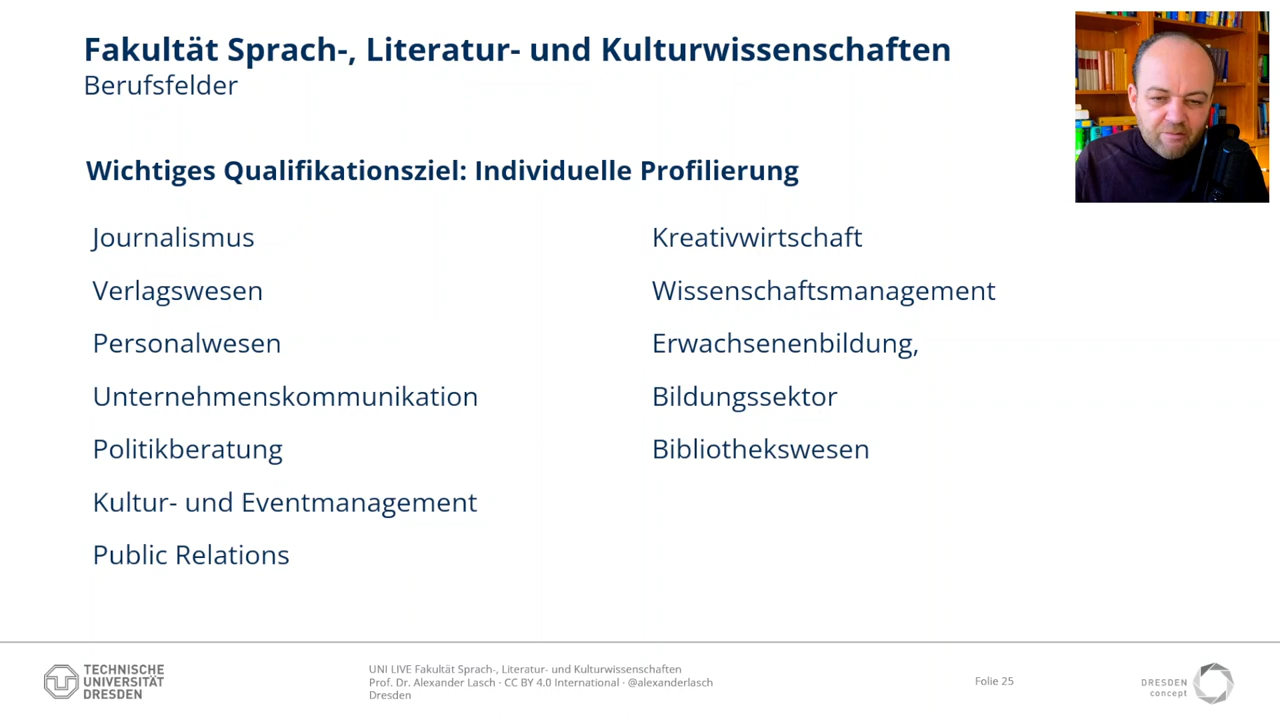 Fakultät Sprach-, Literatur- und Kulturwissenschaften
Berufsfelder
Wichtiges Qualifikationsziel: Individuelle Profilierung
Journalismus
Verlagswesen
Personalwesen
Unternehmenskommunikation
Politikberatung
Kultur- und Eventmanagement
Public Relations
Kreativwirtschaft
Wissenschaftsmanagement
Erwachsenenbildung,
Bildungssektor
Bibliothekswesen
TECHNISCHE
UNIVERSITÄT
DRESDEN
UNI LIVE Fakultät Sprach-, Literatur- und Kulturwissenschaften
Prof. Dr. Alexander Lasch · CC BY 4.0 International · @alexanderlasch
Dresden
Folie 25
DRESDEN
concept